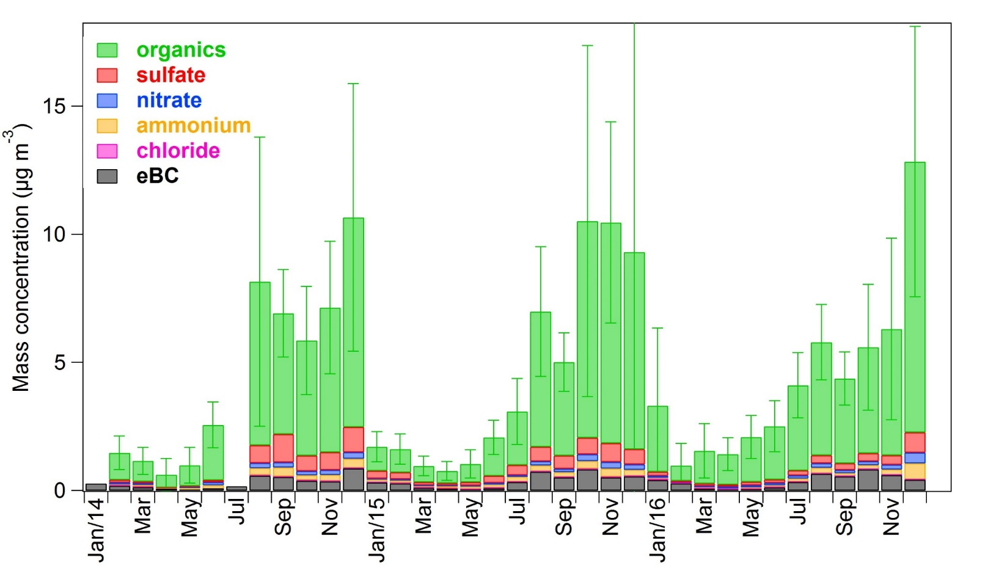 organics
sulfate
nitrate
ammonium
chloride
eBC
Mass concentration (µg m⁻³)
15
10
5
0
Jan/14 Mar May Jul Sep Nov Jan/15 Mar May Jul Sep Nov Jan/16 Mar May Jul Sep Nov